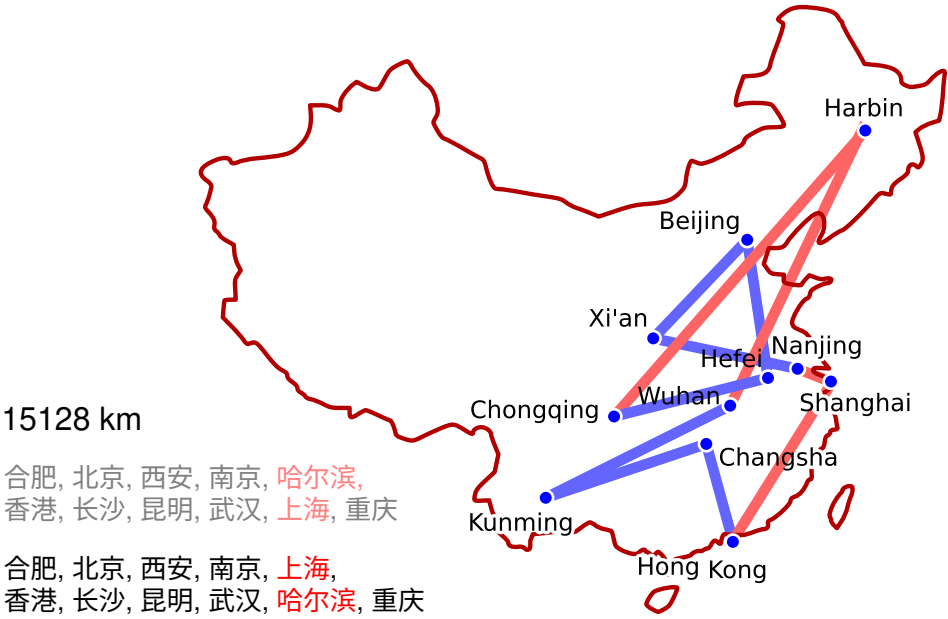 Harbin
Beijing
Xi'an
Nanjing
Hefei
Wuhan
Shanghai
Chongqing
15128 km
Changsha
合肥, 北京, 西安, 南京, 哈尔滨,
香港, 长沙, 昆明, 武汉, 上海, 重庆
Kunming
Hong Kong
合肥, 北京, 西安, 南京, 上海,
香港, 长沙, 昆明, 武汉, 哈尔滨, 重庆